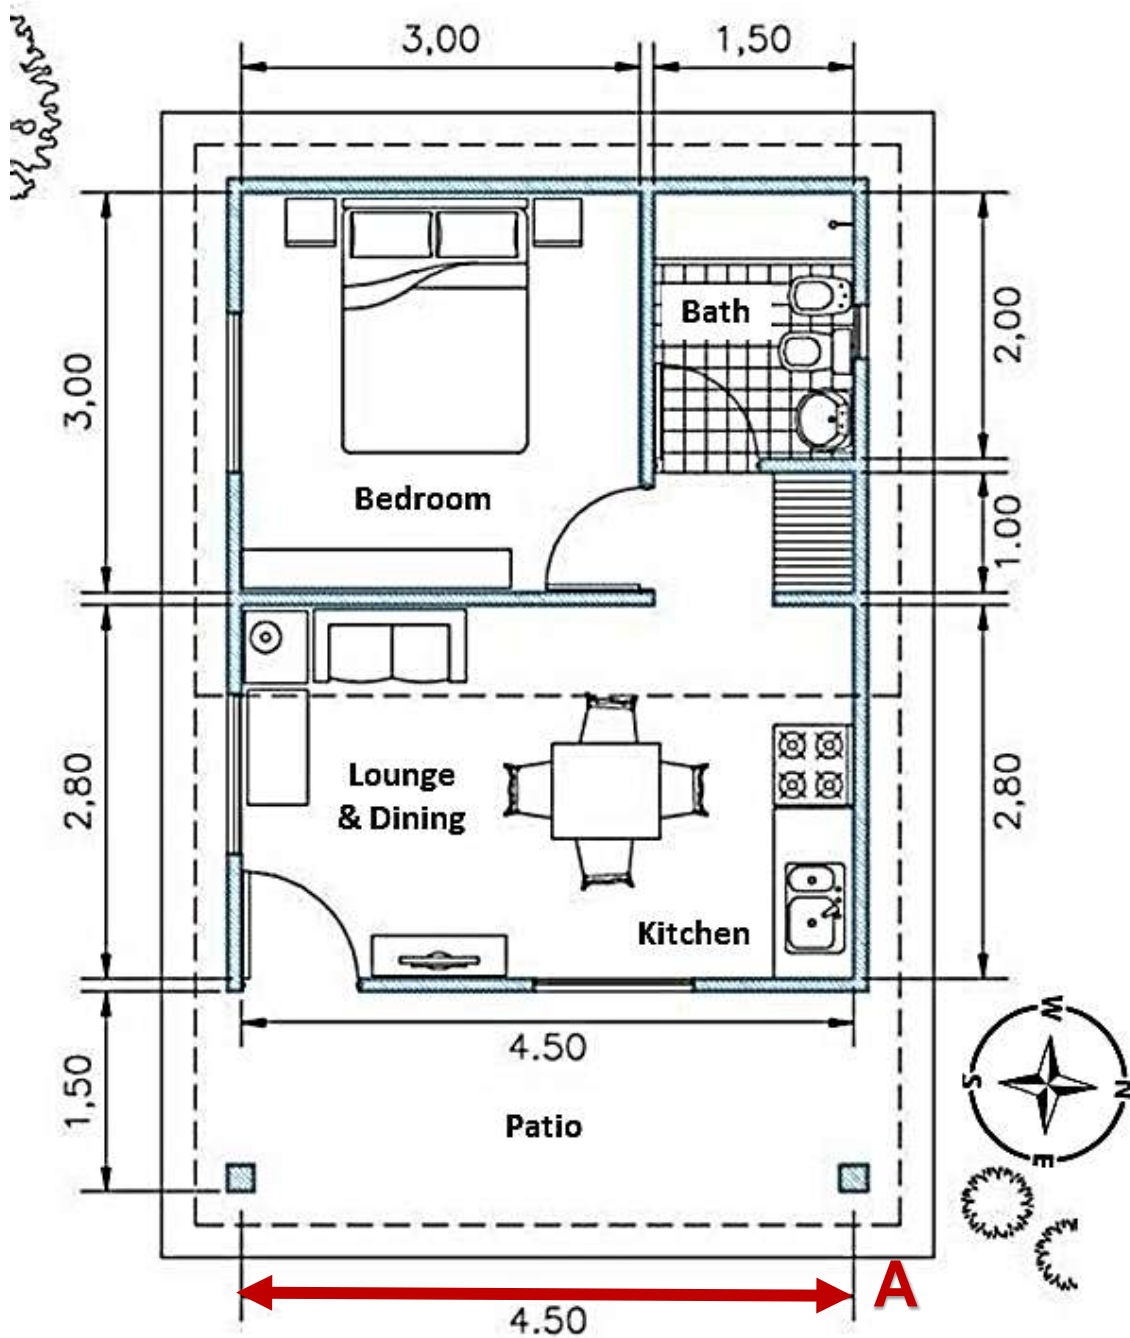 3,00
1,50
3,00
2,00
Bath
Bedroom
1.00
2,80
Lounge
& Dining
2,80
Kitchen
4.50
W
S
N
E
1,50
Patio
A
4.50